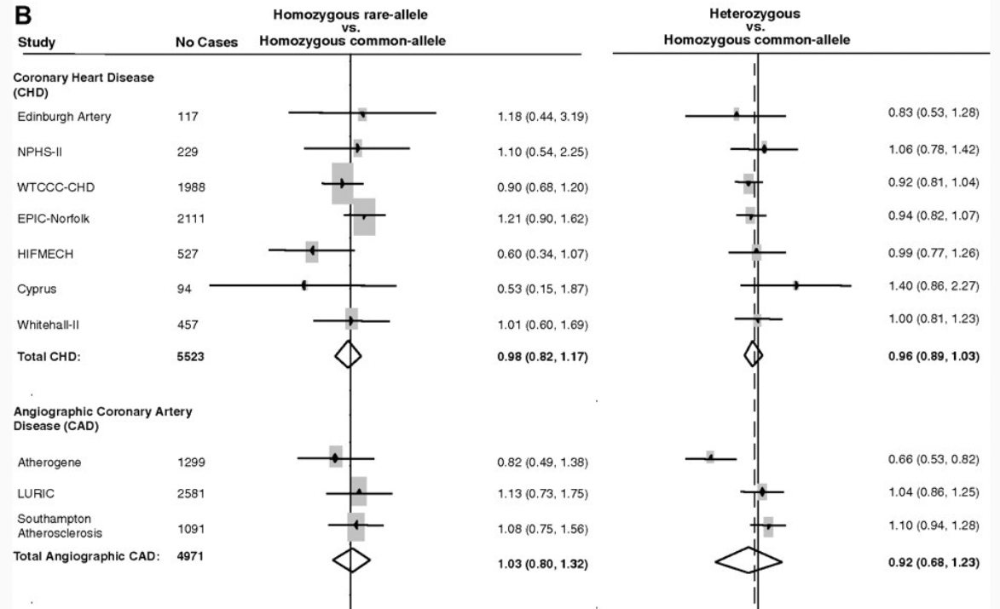 B
Homozygous rare-allele
vs.
Homozygous common-allele
Heterozygous
vs.
Homozygous common-allele
Study No Cases
Coronary Heart Disease
(CHD)
Edinburgh Artery 117 1.18 (0.44, 3.19) 0.83 (0.53, 1.28)
NPHS-II 229 1.10 (0.54, 2.25) 1.06 (0.78, 1.42)
WTCCC-CHD 1988 0.90 (0.68, 1.20) 0.92 (0.81, 1.04)
EPIC-Norfolk 2111 1.21 (0.90, 1.62) 0.94 (0.82, 1.07)
HIFMECH 527 0.60 (0.34, 1.07) 0.99 (0.77, 1.26)
Cyprus 94 0.53 (0.15, 1.87) 1.40 (0.86, 2.27)
Whitehall-II 457 1.01 (0.60, 1.69) 1.00 (0.81, 1.23)
Total CHD: 5523 0.98 (0.82, 1.17) 0.96 (0.89, 1.03)
Angiographic Coronary Artery
Disease (CAD)
Atherogene 1299 0.82 (0.49, 1.38) 0.66 (0.53, 0.82)
LURIC 2581 1.13 (0.73, 1.75) 1.04 (0.86, 1.25)
Southampton
Atherosclerosis 1091 1.08 (0.75, 1.56) 1.10 (0.94, 1.28)
Total Angiographic CAD: 4971 1.03 (0.80, 1.32) 0.92 (0.68, 1.23)